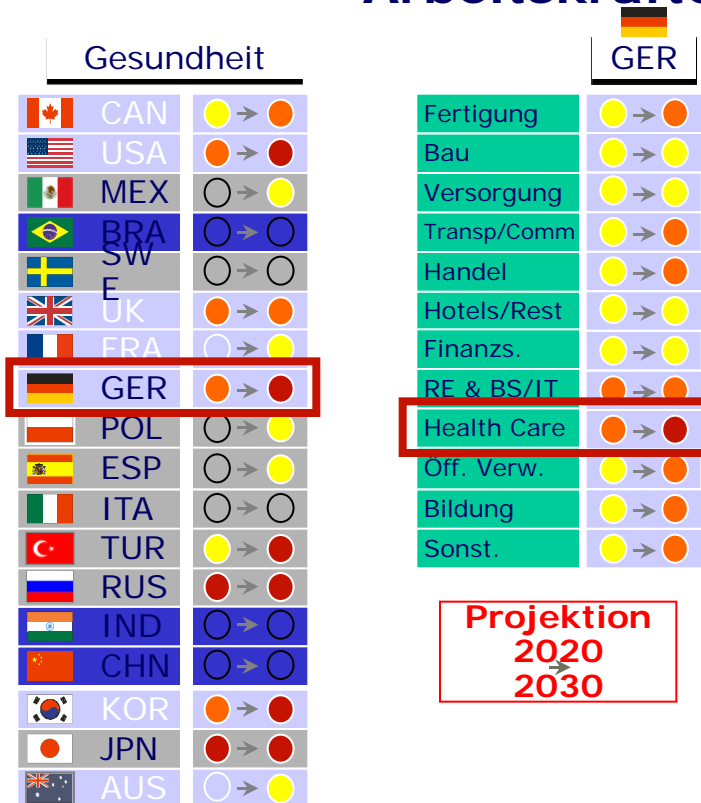 Gesundheit
CAN
USA
MEX
BRA
SW
E
UK
FRA
GER
POL
ESP
ITA
TUR
RUS
IND
CHN
KOR
JPN
AUS
GER
Fertigung
Bau
Versorgung
Transp/Comm
Handel
Hotels/Rest
Finanzs.
RE & BS/IT
Health Care
Öff. Verw.
Bildung
Sonst.
Projektion
2020
2030